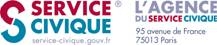 SERVICE
CIVIQUE
service-civique.gouv.fr
L'AGENCE
DU SERVICE CIVIQUE
95 avenue de France
75013 Paris